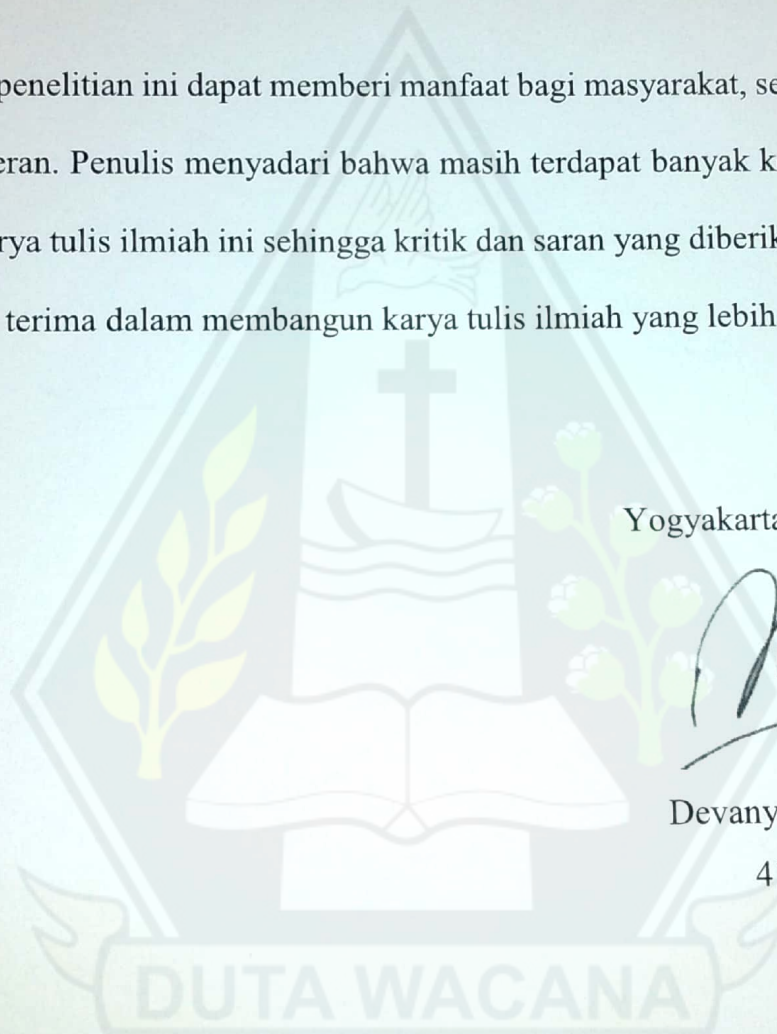 penelitian ini dapat memberi manfaat bagi masyarakat, se
eran. Penulis menyadari bahwa masih terdapat banyak k
rya tulis ilmiah ini sehingga kritik dan saran yang diberik
terima dalam membangun karya tulis ilmiah yang lebih
Yogyakarta
Devany
4
DUTA WACANA